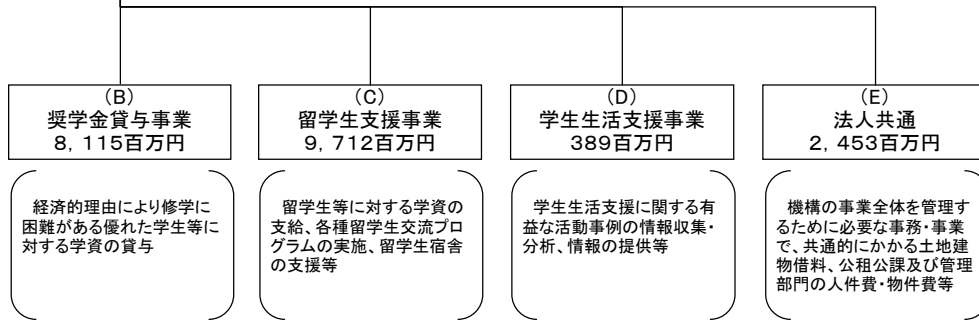 (B)
奨学金貸与事業
8，115百万円
(C)
留学生支援事業
9，712百万円
(D)
学生生活支援事業
389百万円
(E)
法人共通
2，453百万円
経済的理由により修学に
困難がある優れた学生等に
対する学資の貸与
留学生等に対する学資の
支給、各種留学生交流プロ
グラムの実施、留学生宿舎
の支援等
学生生活支援に関する有
益な活動事例の情報収集・
分析、情報の提供等
機構の事業全体を管理す
るために必要な事務・事業
で、共通的にかかる土地建
物借料、公租公課及び管理
部門の人件費・物件費等